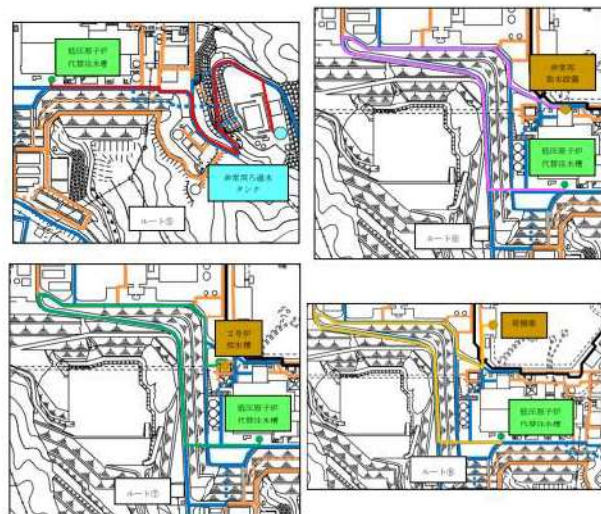 低圧原子炉
代替注水槽
非常用ろ過水
タンク
ルート⑤
非常用
取水設備
低圧原子炉
代替注水槽
ルート⑥
２号炉
放水槽
低圧原子炉
代替注水槽
ルート⑦
荷揚場
低圧原子炉
代替注水槽
ルート⑧